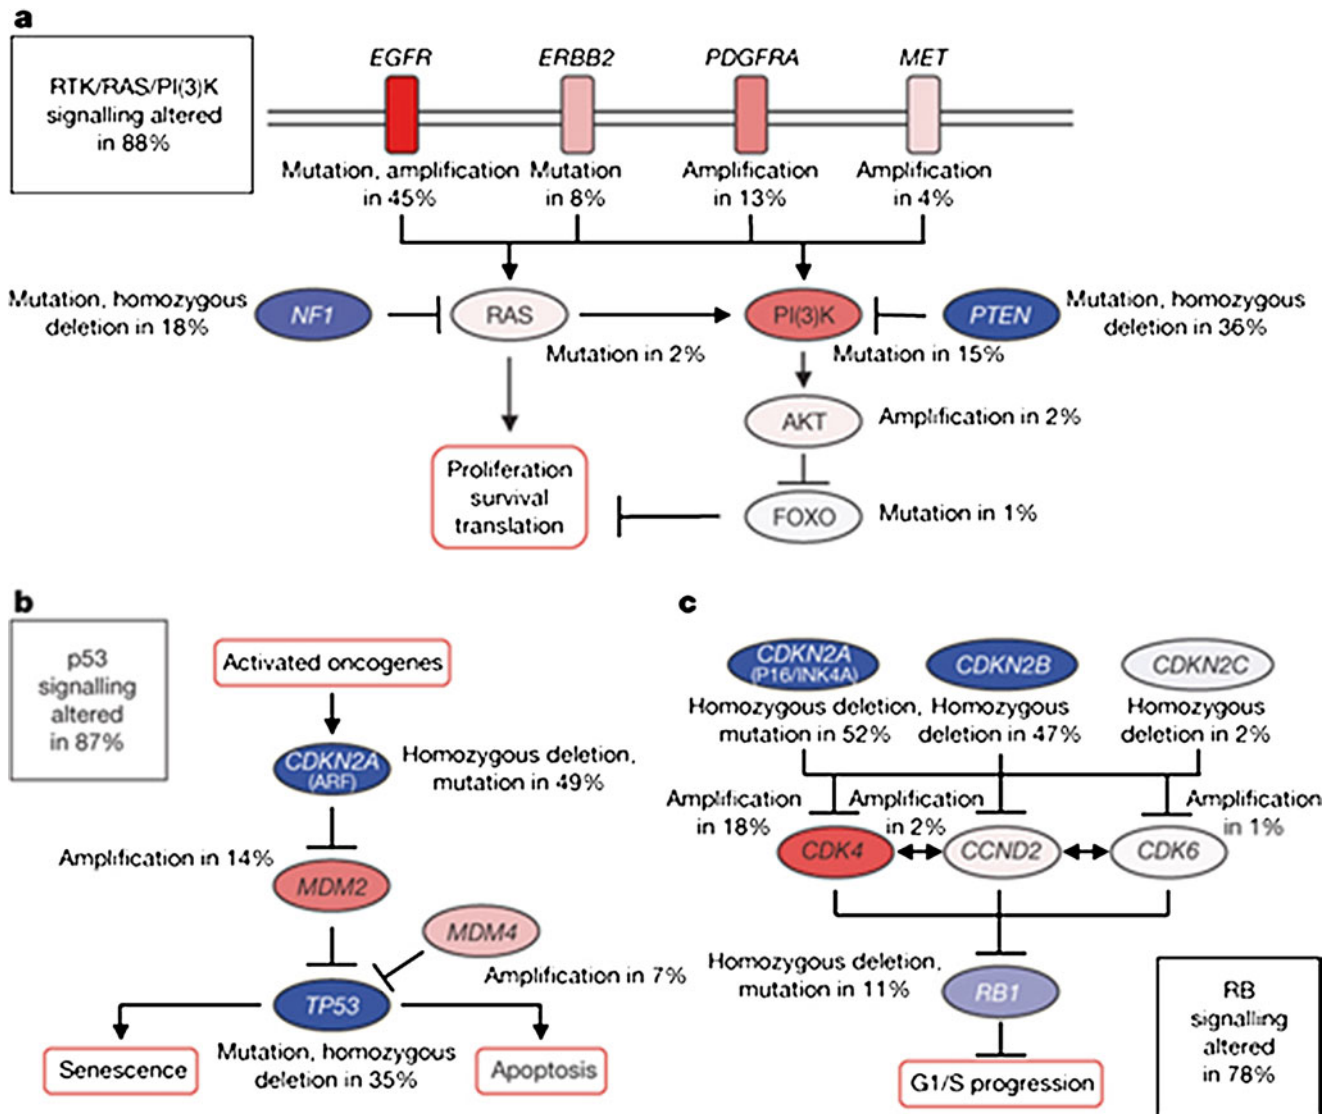 a
RTK/RAS/PI(3)K
signalling altered
in 88%
EGFR
ERBB2
PDGFRA
MET
Mutation, amplification
in 45%
Mutation
in 8%
Amplification
in 13%
Amplification
in 4%
Mutation, homozygous
deletion in 18%
NF1
RAS
Mutation in 2%
PI(3)K
Mutation in 15%
PTEN
Mutation, homozygous
deletion in 36%
AKT
Amplification in 2%
Proliferation
survival
translation
FOXO
Mutation in 1%
b
p53
signalling
altered
in 87%
Activated oncogenes
CDKN2A
(ARF)
Homozygous deletion,
mutation in 49%
Amplification in 14%
MDM2
MDM4
Amplification in 7%
TP53
Mutation, homozygous
deletion in 35%
Senescence
Apoptosis
c
CDKN2A
(P16/INK4A)
Homozygous deletion,
mutation in 52%
CDKN2B
Homozygous
deletion in 47%
CDKN2C
Homozygous
deletion in 2%
Amplification
in 18%
CDK4
Amplification
in 2%
CCND2
Amplification
in 1%
CDK6
Homozygous deletion,
mutation in 11%
RB1
G1/S progression
RB
signalling
altered
in 78%